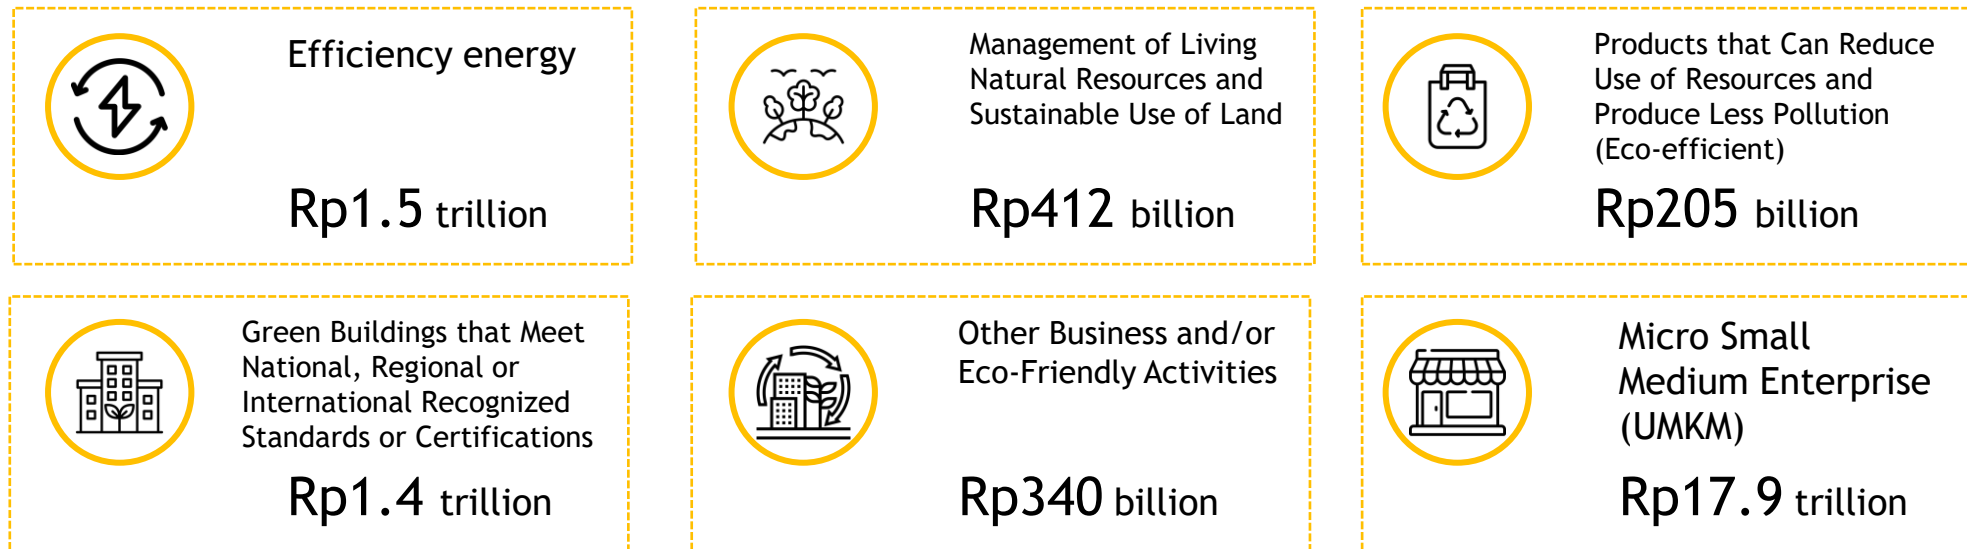 Efficiency energy
Rp1.5 trillion
Management of Living
Natural Resources and
Sustainable Use of Land
Rp412 billion
Products that Can Reduce
Use of Resources and
Produce Less Pollution
(Eco-efficient)
Rp205 billion
Green Buildings that Meet
National, Regional or
International Recognized
Standards or Certifications
Rp1.4 trillion
Other Business and/or
Eco-Friendly Activities
Rp340 billion
Micro Small
Medium Enterprise
(UMKM)
Rp17.9 trillion